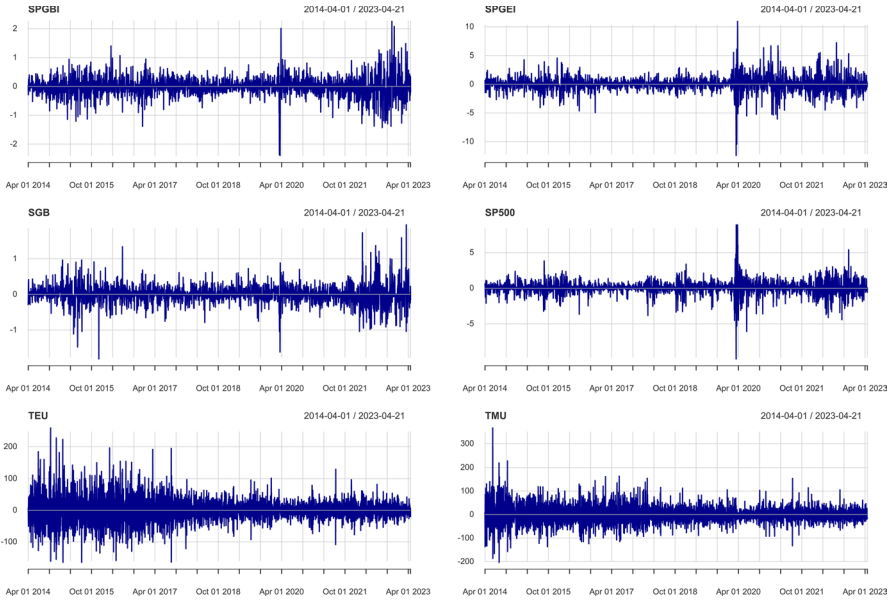 SPGBI 2014-04-01 / 2023-04-21
2
1
0
-1
-2
Apr 01 2014 Oct 01 2015 Apr 01 2017 Oct 01 2018 Apr 01 2020 Oct 01 2021 Apr 01 2023
SPGEI 2014-04-01 / 2023-04-21
10
5
0
-5
-10
Apr 01 2014 Oct 01 2015 Apr 01 2017 Oct 01 2018 Apr 01 2020 Oct 01 2021 Apr 01 2023
SGB 2014-04-01 / 2023-04-21
1
0
-1
Apr 01 2014 Oct 01 2015 Apr 01 2017 Oct 01 2018 Apr 01 2020 Oct 01 2021 Apr 01 2023
SP500 2014-04-01 / 2023-04-21
5
0
-5
Apr 01 2014 Oct 01 2015 Apr 01 2017 Oct 01 2018 Apr 01 2020 Oct 01 2021 Apr 01 2023
TEU 2014-04-01 / 2023-04-21
200
100
0
-100
Apr 01 2014 Oct 01 2015 Apr 01 2017 Oct 01 2018 Apr 01 2020 Oct 01 2021 Apr 01 2023
TMU 2014-04-01 / 2023-04-21
300
200
100
0
-100
-200
Apr 01 2014 Oct 01 2015 Apr 01 2017 Oct 01 2018 Apr 01 2020 Oct 01 2021 Apr 01 2023